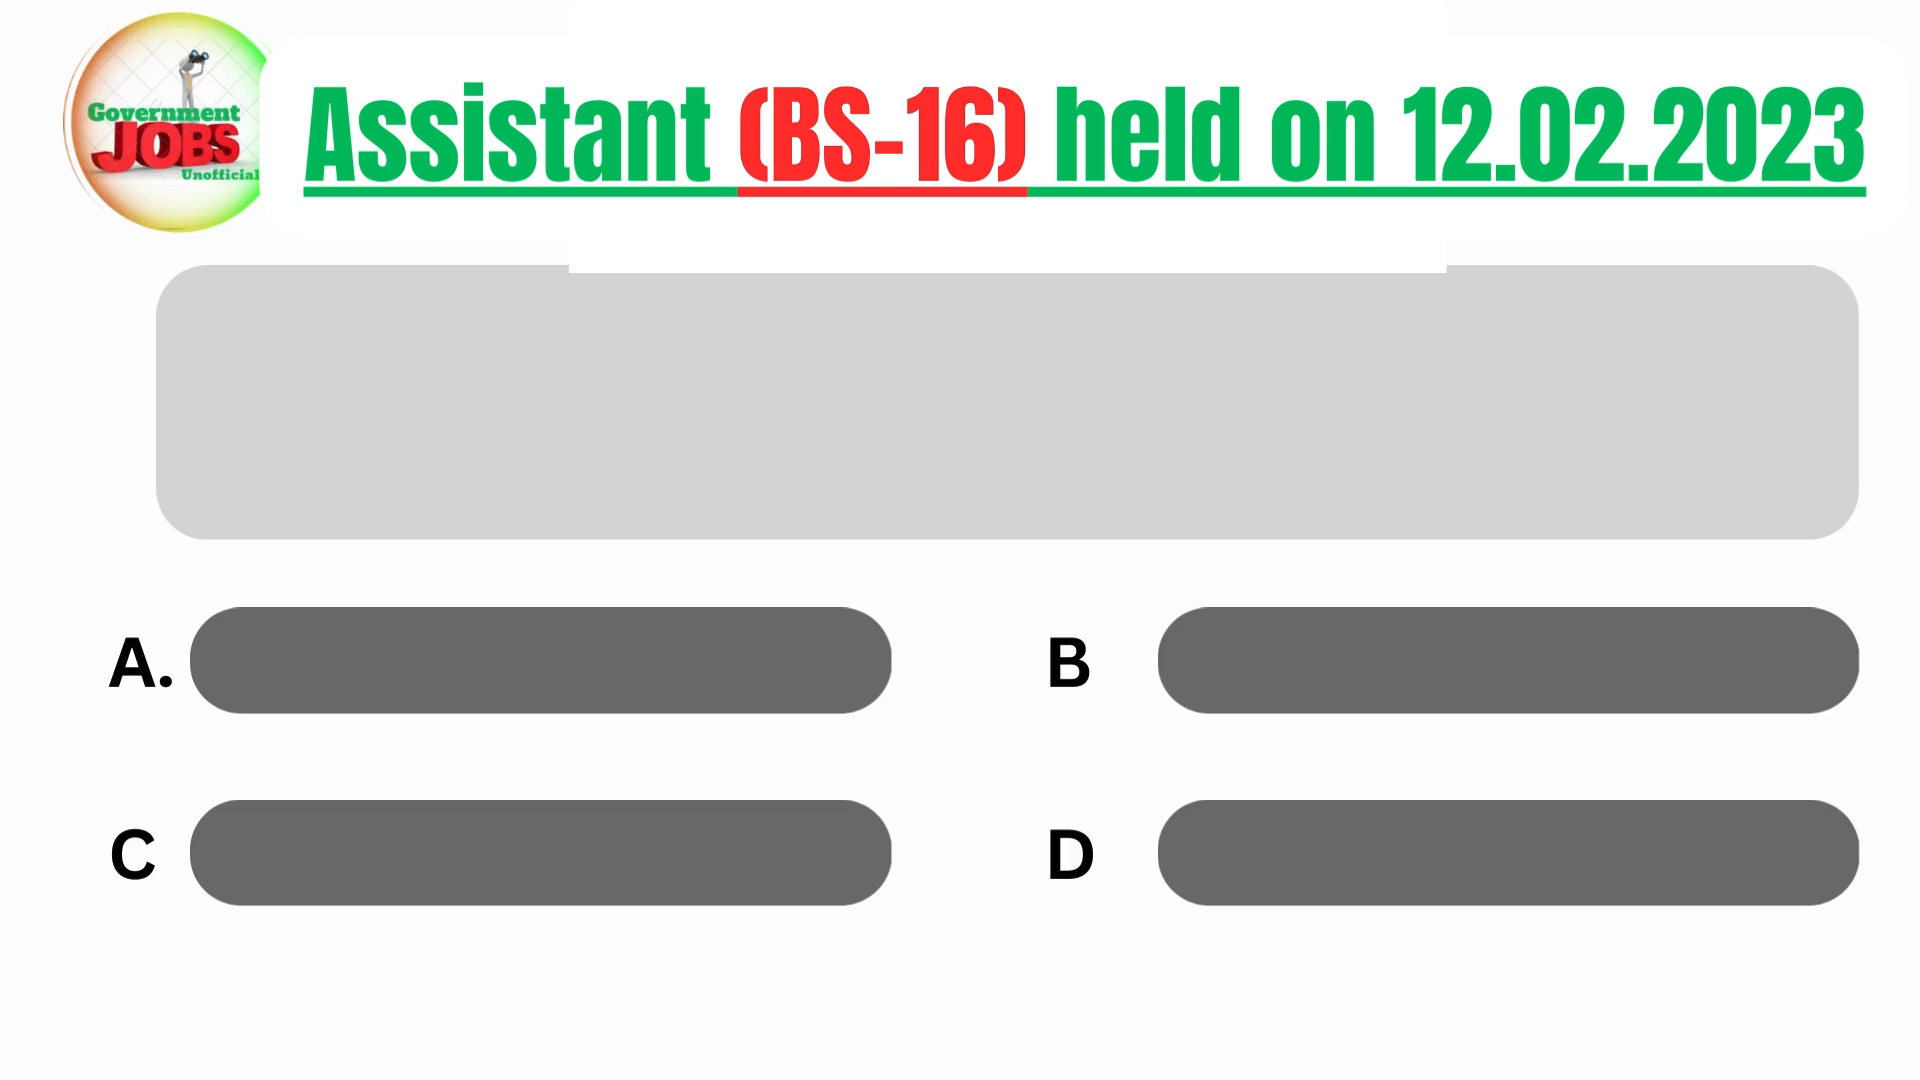 Government
JOBS
Unofficial
Assistant (BS-16) held on 12.02.2023
A.
B
C
D